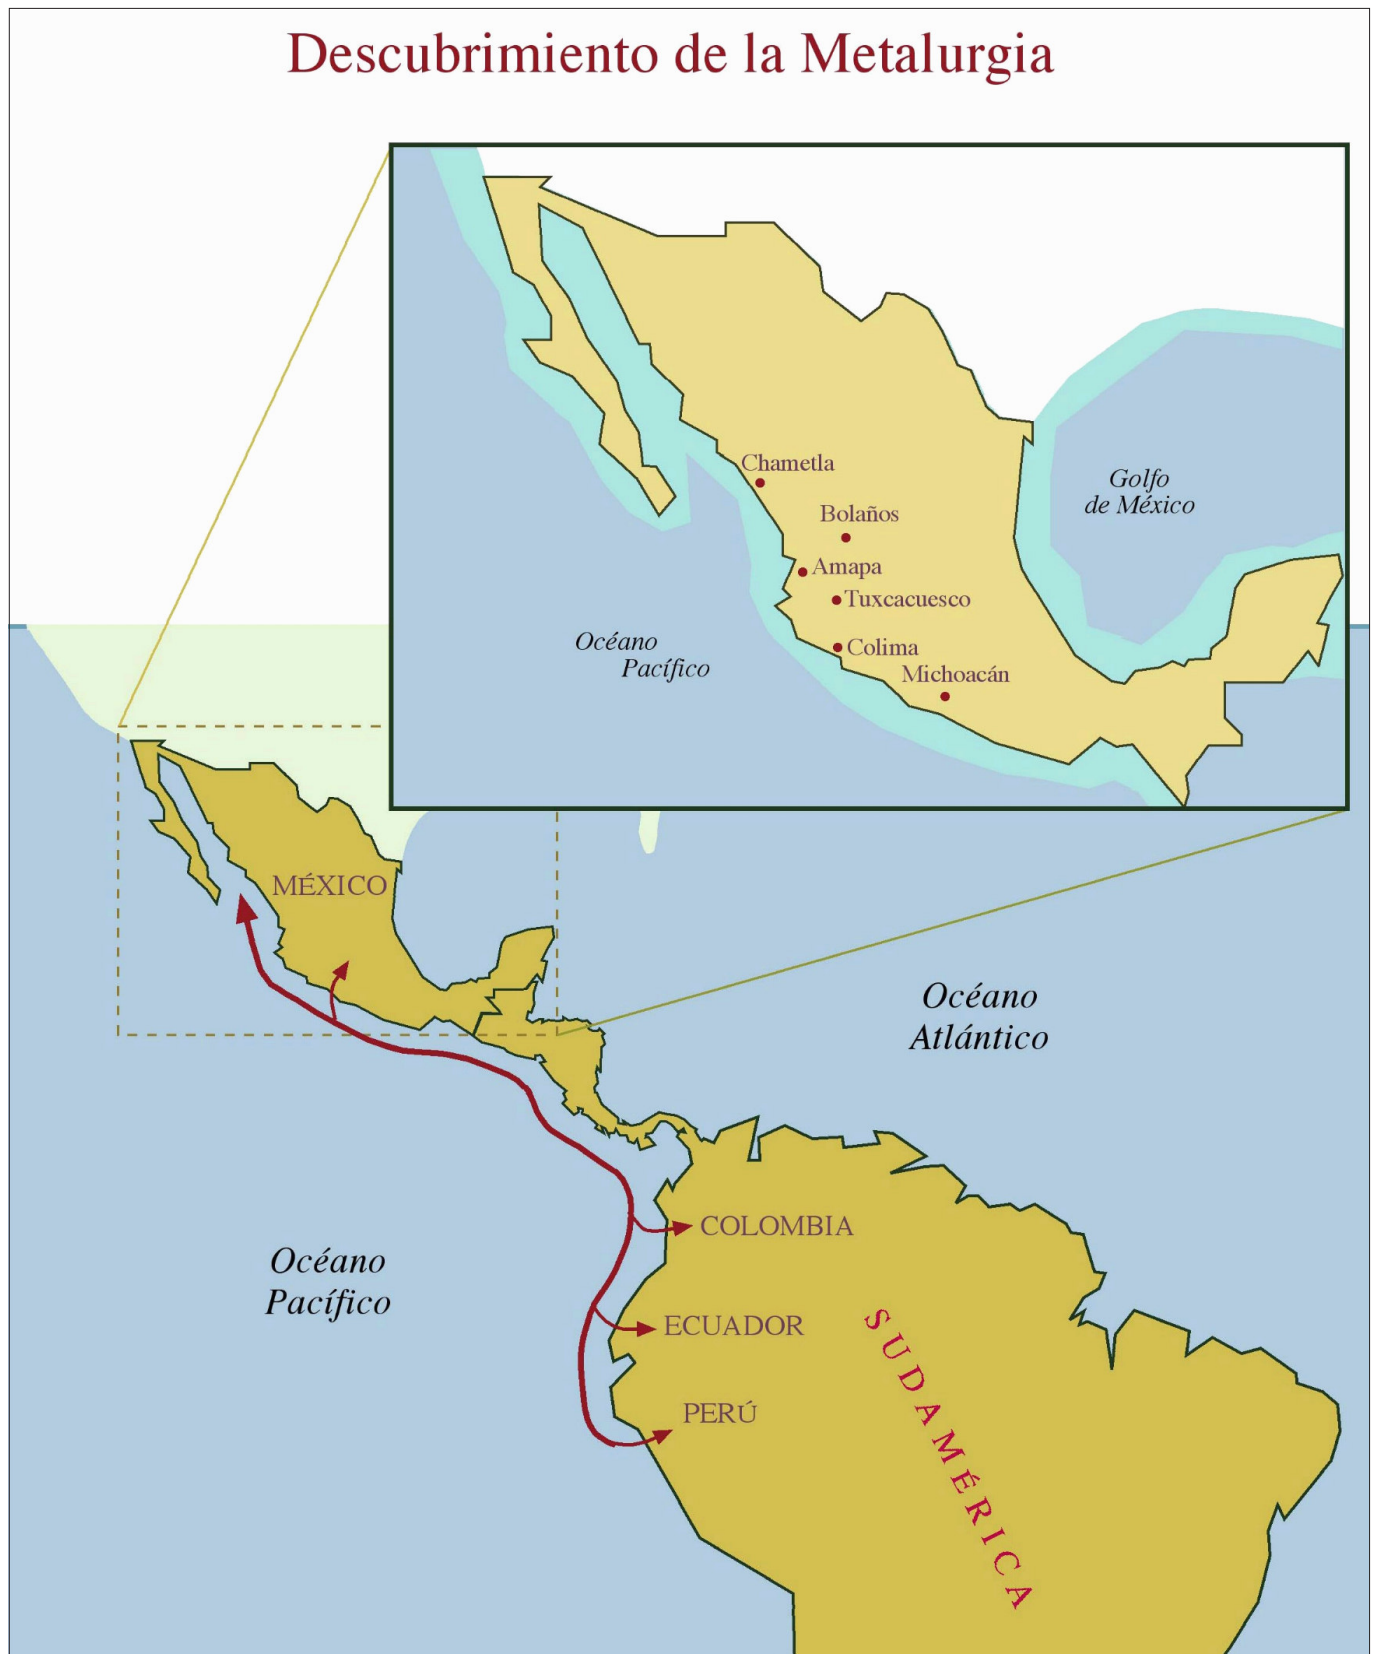 Descubrimiento de la Metalurgia
Chametla
Bolaños
Amapa
Tuxcacuesco
Colima
Michoacán
Golfo
de México
Océano
Pacífico
MÉXICO
Océano
Atlántico
COLOMBIA
Océano
Pacífico
ECUADOR
PERÚ
SUDAMÉRICA